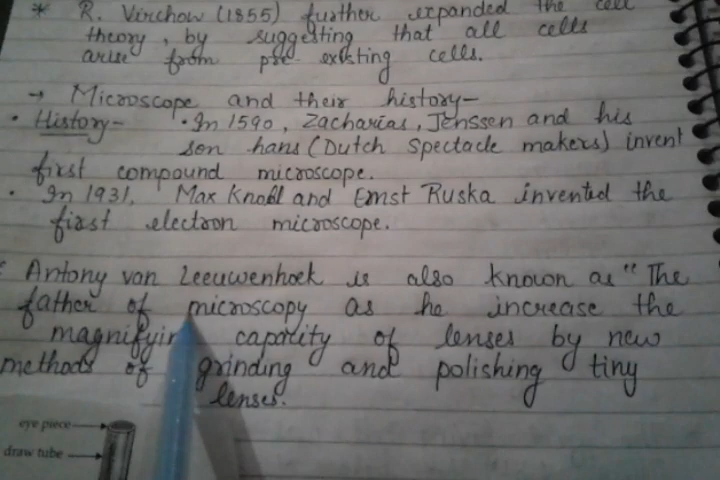 * R. Virchow (1855) further expanded the cell
theory, by suggesting that all cells
arise from pre-existing cells.
→ Microscope and their history-
• History- • In 1590, Zacharias, Jenssen and his
son hans (Dutch Spectacle makers) invent
first compound microscope.
• In 1931, Max Knoll and Ernst Ruska invented the
first electron microscope.
Antony von Leeuwenhoek is also known as "The
father of microscopy as he increase the
magnifyin capacity of lenses by new
methods of grinding and polishing tiny
lenses.
eye piece
draw tube